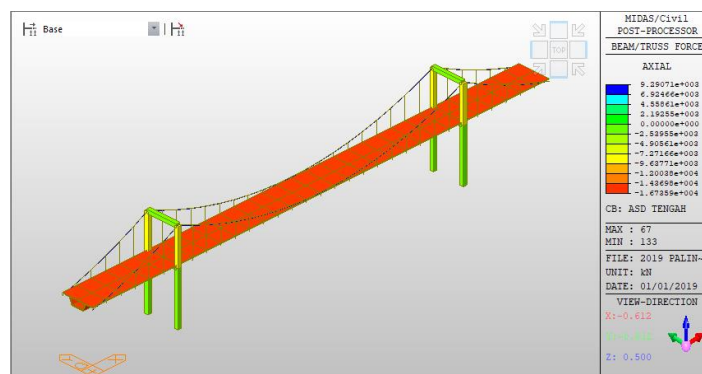 Base
TOP
MIDAS/Civil
POST-PROCESSOR
BEAM/TRUSS FORCE
AXIAL
9.29071e+003
6.92466e+003
4.55861e+003
2.19255e+003
0.00000e+000
-2.53955e+003
-4.90561e+003
-7.27166e+003
-9.63771e+003
-1.20038e+004
-1.43698e+004
-1.67359e+004
CB: ASD TENGAH
MAX : 67
MIN : 133
FILE: 2019 PALIN~
UNIT: kN
DATE: 01/01/2019
VIEW-DIRECTION
X:-0.612
Z: 0.500